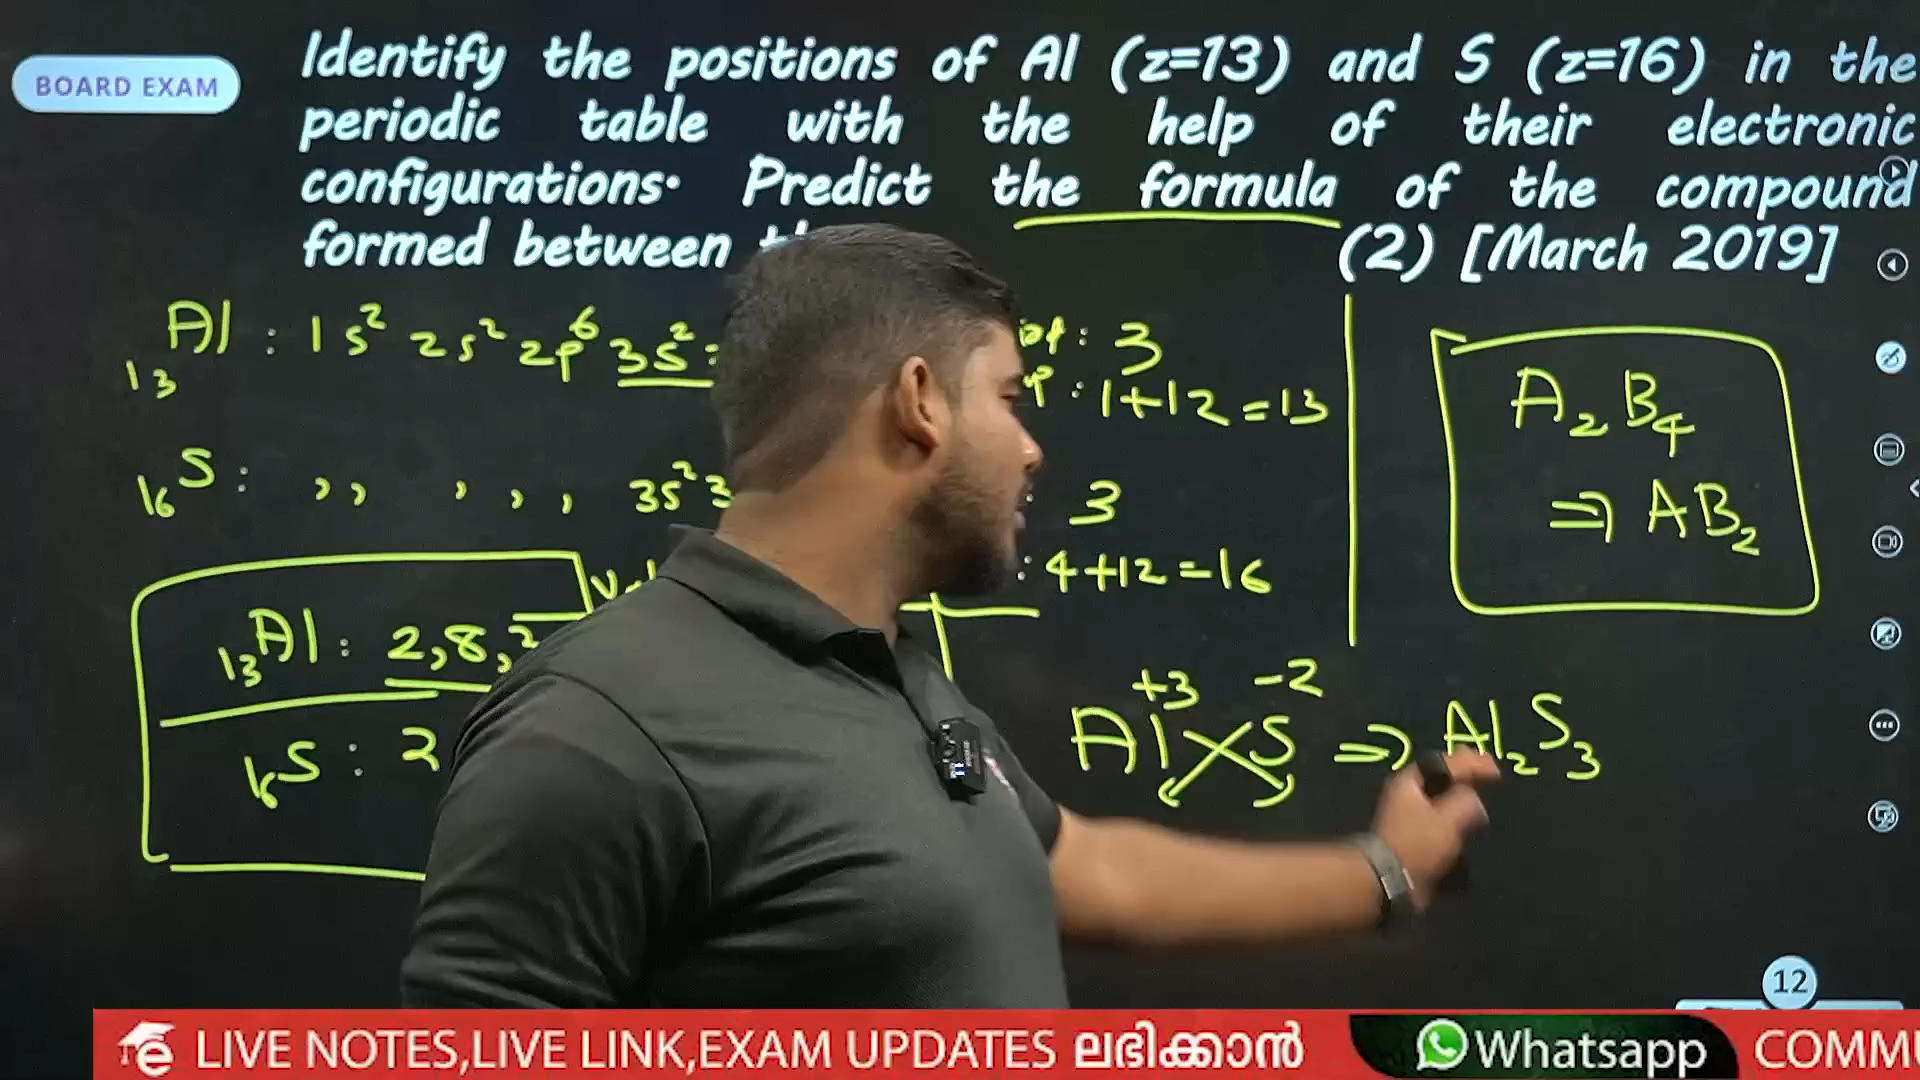 BOARD EXAM
Identify the positions of Al (z=13) and S (z=16) in the
periodic table with the help of their electronic
configurations. Predict the formula of the compound
formed between (2) [March 2019]
₁₃Al : 1s² 2s² 2p⁶ 3s²
: 3
: 1+12=13
₁₆S : ,, , , , 3s² 3
3
: 4+12=16
₁₃Al : 2,8,
₁₆S : 2
A₂B₄
⇒ AB₂
Al⁺³ S⁻² ⇒ Al₂S₃
12
LIVE NOTES,LIVE LINK,EXAM UPDATES ലഭിക്കാൻ Whatsapp